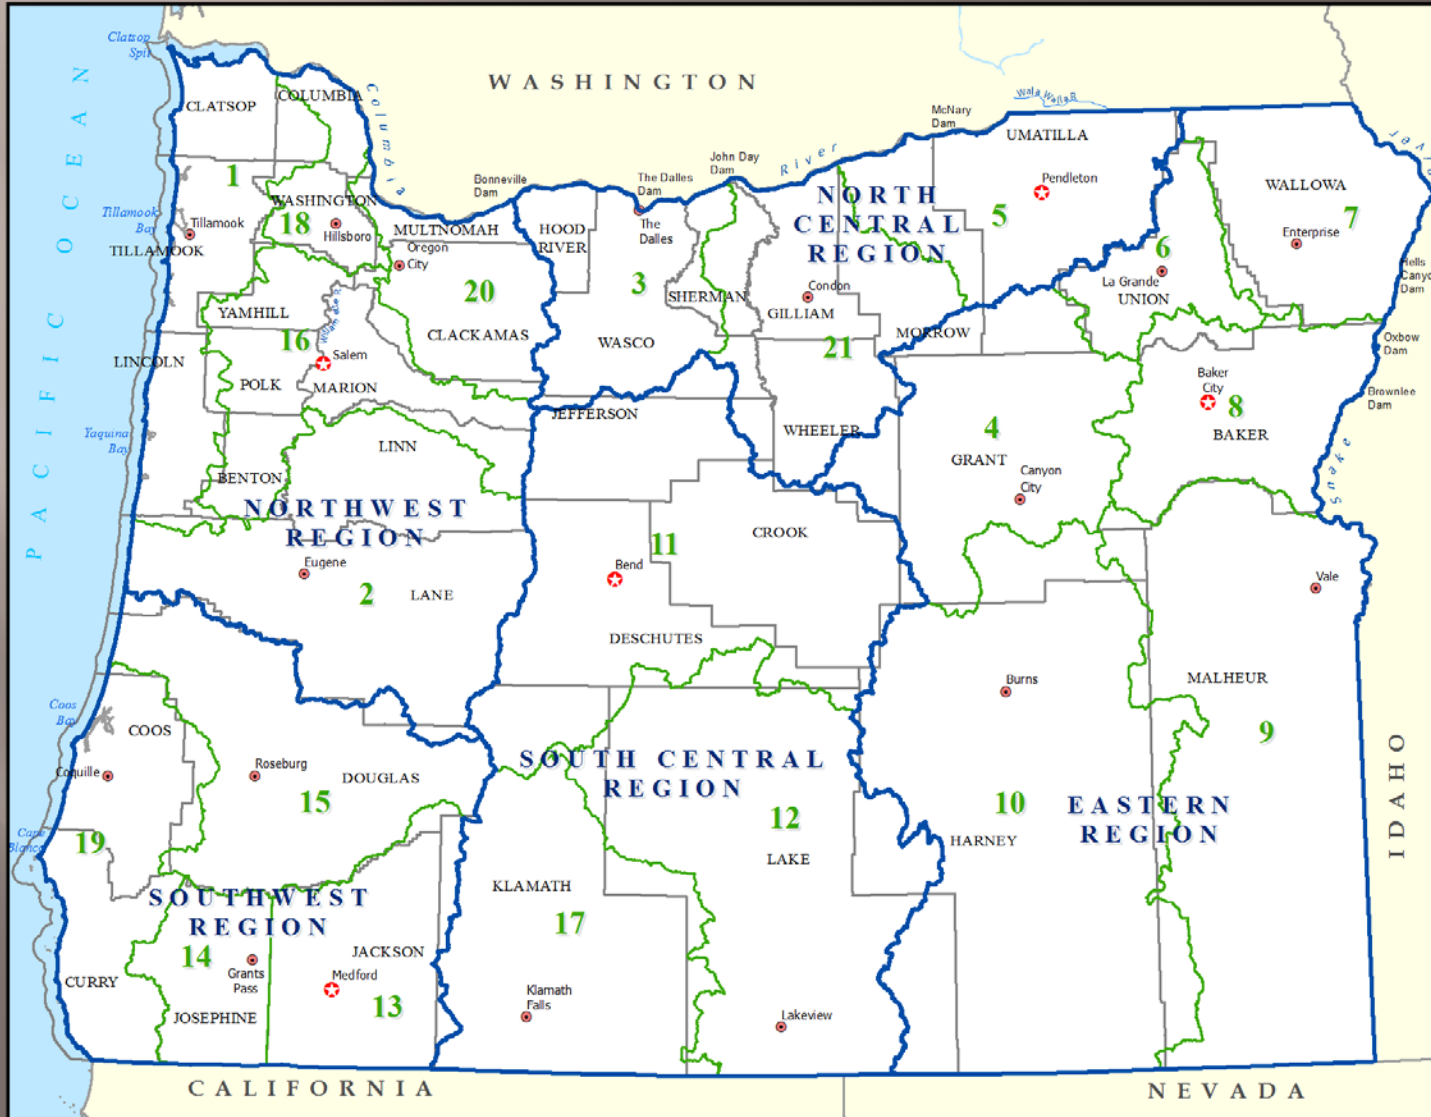 WASHINGTON
Clatsop
Spit
CLATSOP
COLUMBIA
Columbia
River
Walla Walla R
McNary
Dam
UMATILLA
John Day
Dam
The Dalles
Dam
Bonneville
Dam
Pendleton
WALLOWA
1
WASHINGTON
18
Hillsboro
MULTNOMAH
HOOD
RIVER
The
Dalles
NORTH
CENTRAL
REGION
5
7
Enterprise
Tillamook
Bay
Tillamook
TILLAMOOK
Oregon
City
6
La Grande
UNION
Hells
Canyo
Dam
20
3
SHERMAN
Condon
GILLIAM
YAMHILL
Willamette R
16
CLACKAMAS
WASCO
21
MORROW
Oxbow
Dam
LINCOLN
Salem
POLK
MARION
Baker
City
8
BAKER
Brownlee
Dam
JEFFERSON
WHEELER
4
GRANT
Canyon
City
Snake
Yaquina
Bay
LINN
BENTON
NORTHWEST
REGION
PACIFIC OCEAN
CROOK
11
Bend
Eugene
2
LANE
Vale
DESCHUTES
Burns
MALHEUR
9
Coos
Bay
COOS
Coquille
Roseburg
DOUGLAS
15
SOUTH CENTRAL
REGION
12
LAKE
10
HARNEY
EASTERN
REGION
IDAHO
Cape
Blanco
19
SOUTHWEST
REGION
KLAMATH
17
14
Grants
Pass
JACKSON
Medford
13
CURRY
JOSEPHINE
Klamath
Falls
Lakeview
CALIFORNIA
NEVADA